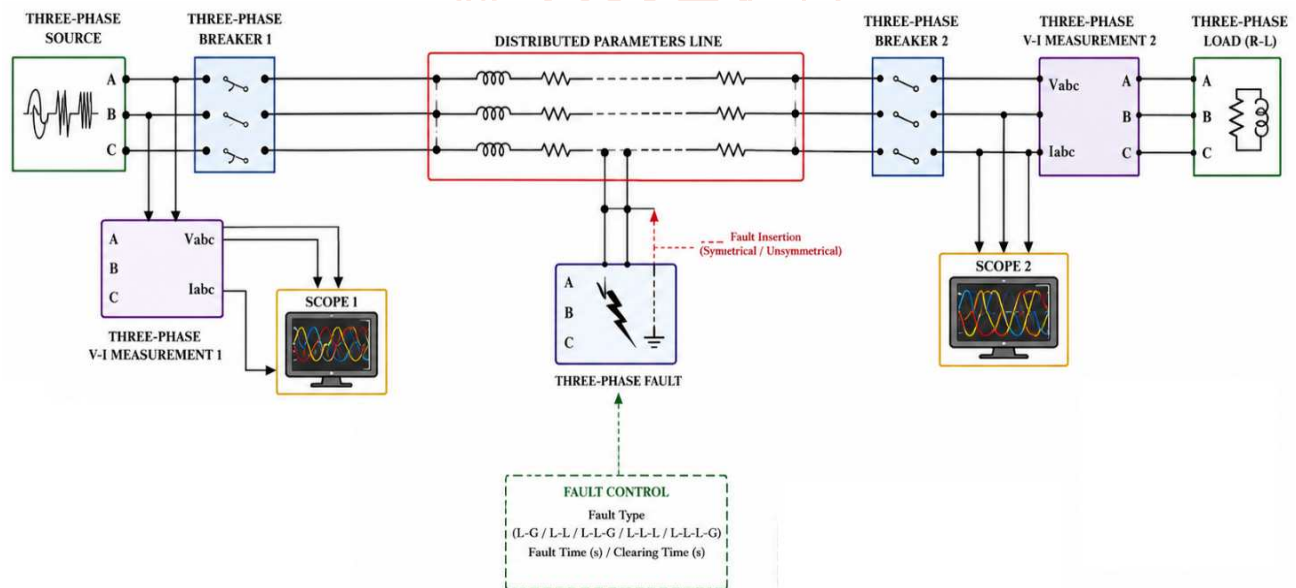 THREE-PHASE
SOURCE
A
B
C
THREE-PHASE
BREAKER 1
DISTRIBUTED PARAMETERS LINE
THREE-PHASE
BREAKER 2
THREE-PHASE
V-I MEASUREMENT 2
Vabc
Iabc
A
B
C
THREE-PHASE
LOAD (R-L)
A
B
C
A
B
C
Vabc
Iabc
THREE-PHASE
V-I MEASUREMENT 1
SCOPE 1
Fault Insertion
(Symetrical / Unsymmetrical)
A
B
C
THREE-PHASE FAULT
SCOPE 2
FAULT CONTROL
Fault Type
(L-G / L-L / L-L-G / L-L-L / L-L-L-G)
Fault Time (s) / Clearing Time (s)